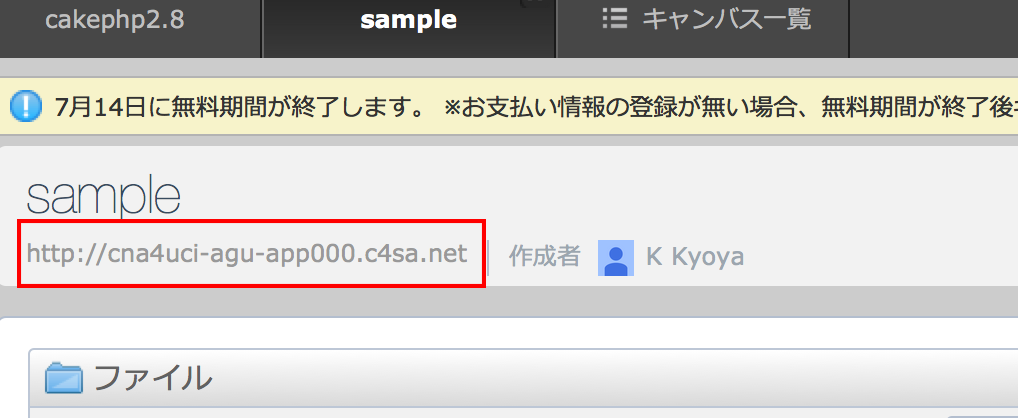 cakephp2.8 sample キャンバス一覧
7月14日に無料期間が終了します。 ※お支払い情報の登録が無い場合、無料期間が終了後
sample
http://cna4uci-agu-app000.c4sa.net 作成者 K Kyoya
ファイル